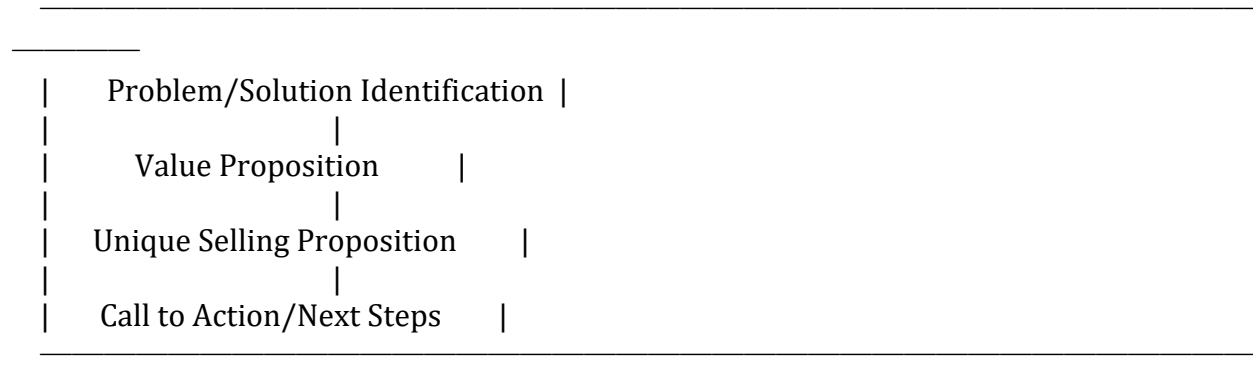 | Problem/Solution Identification |
| |
| Value Proposition |
| |
| Unique Selling Proposition |
| |
| Call to Action/Next Steps |